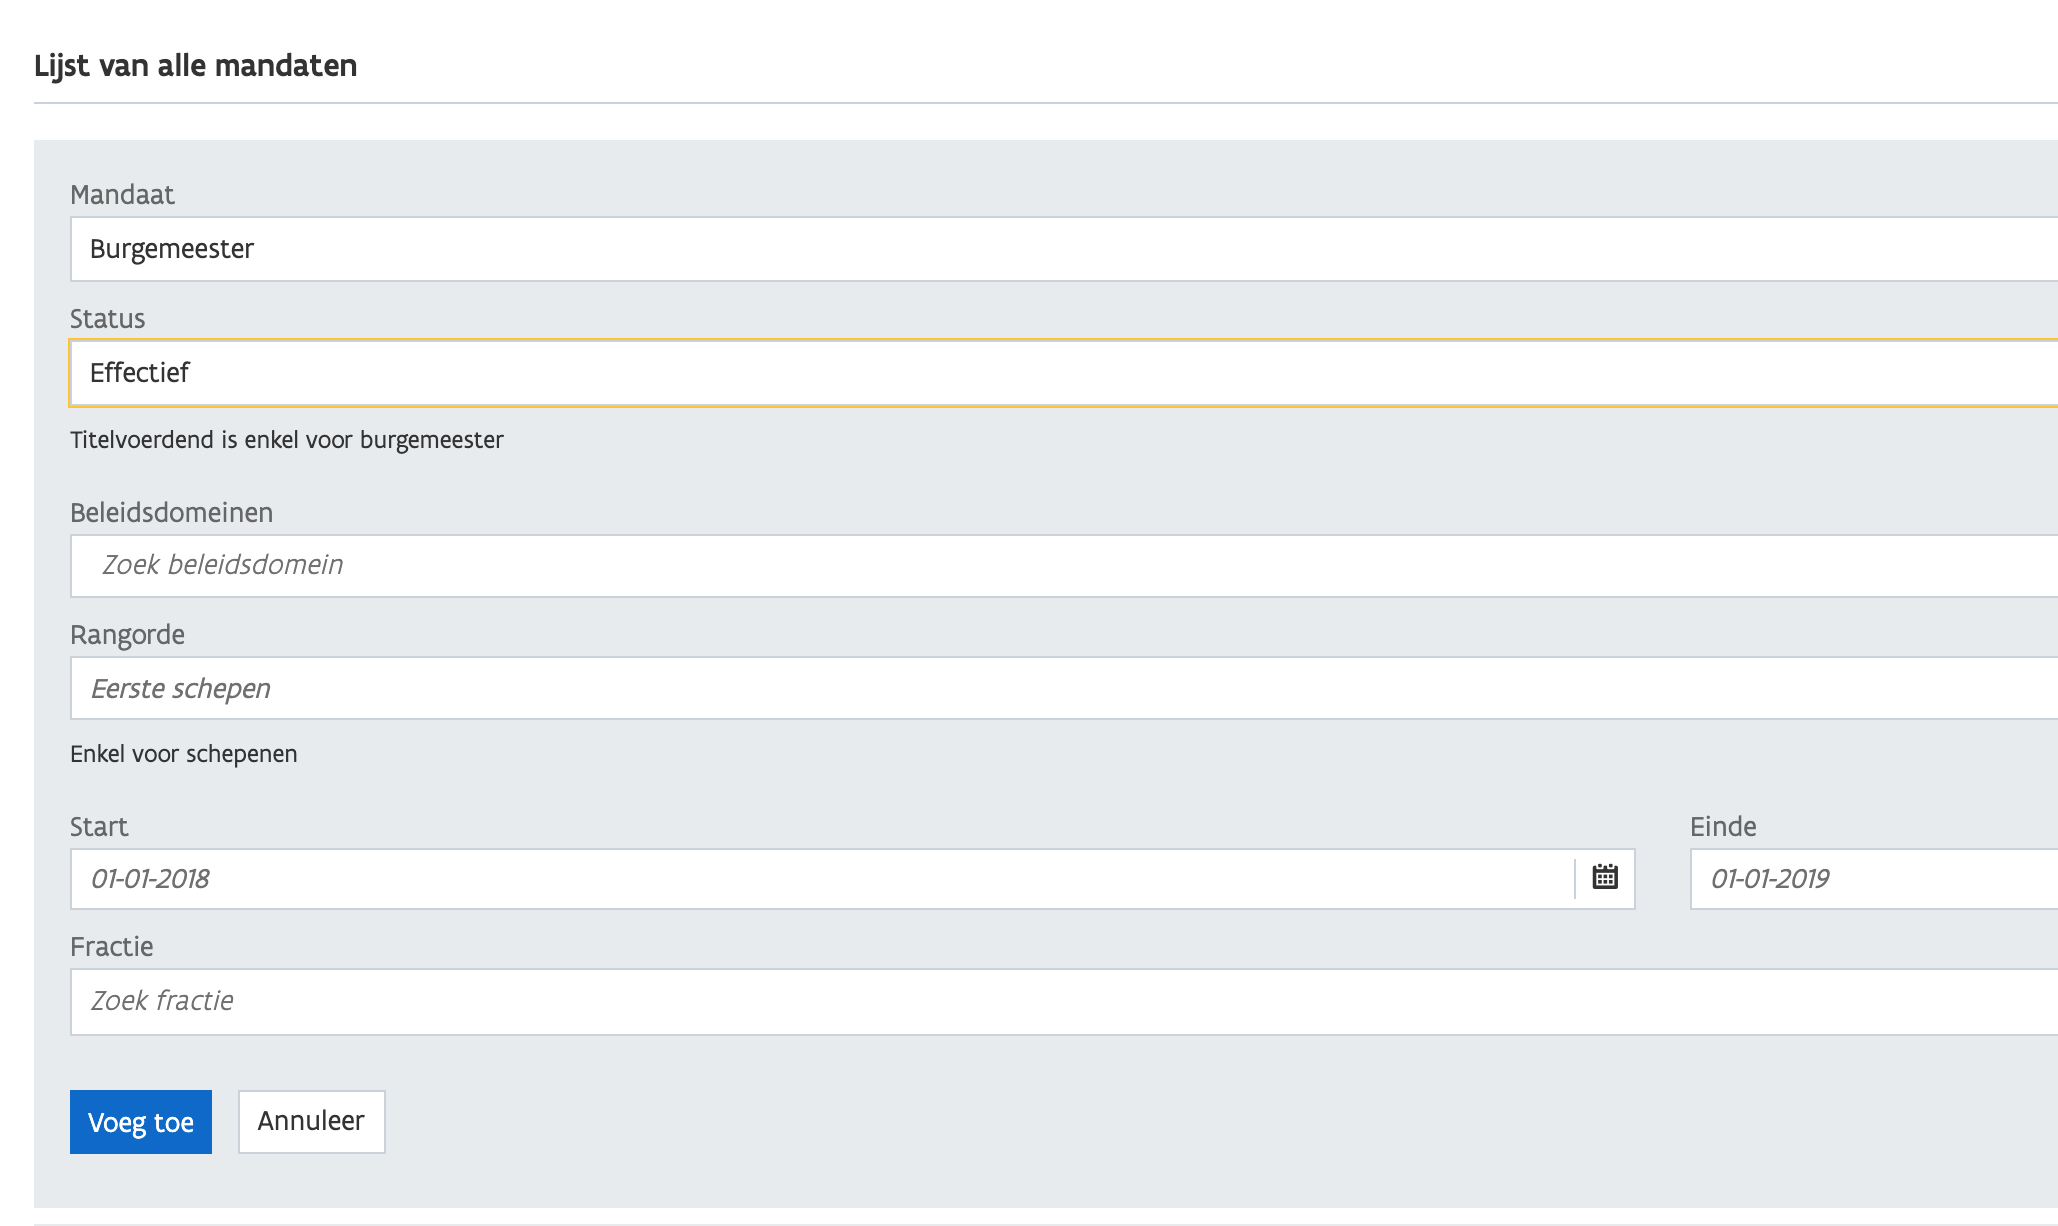 Lijst van alle mandaten
Mandaat
Burgemeester
Status
Effectief
Titelvoerdend is enkel voor burgemeester
Beleidsdomeinen
Zoek beleidsdomein
Rangorde
Eerste schepen
Enkel voor schepenen
Start
Einde
01-01-2018
01-01-2019
Fractie
Zoek fractie
Voeg toe
Annuleer